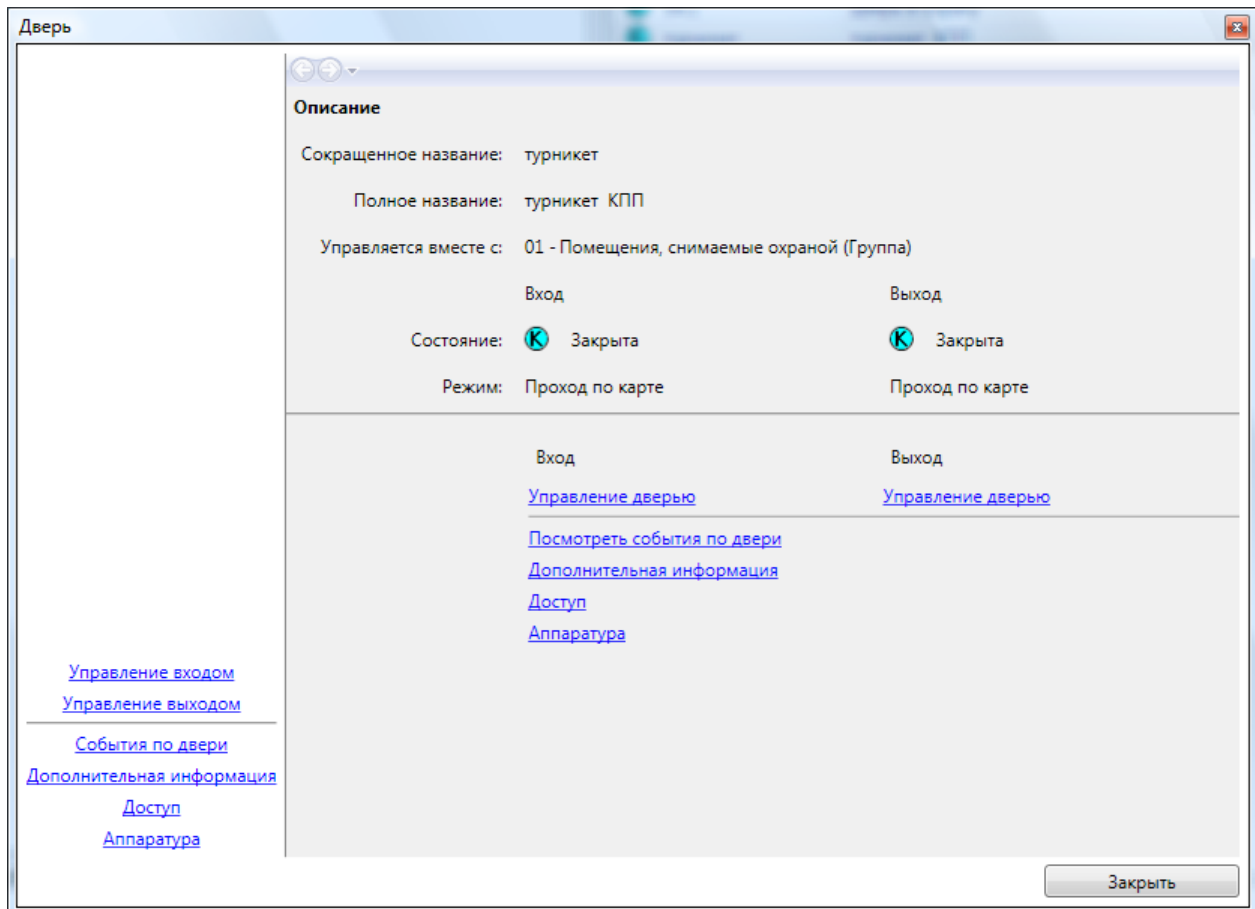 Дверь
Описание
Сокращенное название: турникет
Полное название: турникет КПП
Управляется вместе с: 01 - Помещения, снимаемые охраной (Группа)
Вход Выход
Состояние: K Закрыта K Закрыта
Режим: Проход по карте Проход по карте
Вход Выход
Управление дверью Управление дверью
Посмотреть события по двери
Дополнительная информация
Доступ
Аппаратура
Управление входом
Управление выходом
События по двери
Дополнительная информация
Доступ
Аппаратура
Закрыть